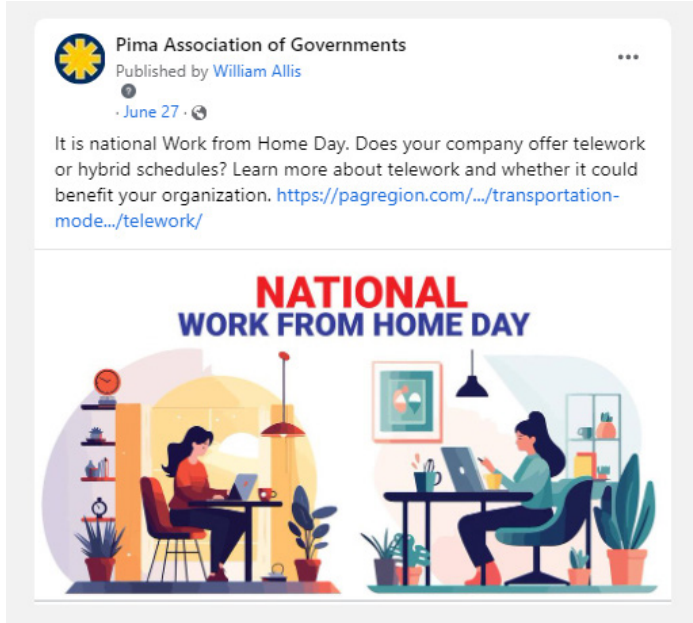 Pima Association of Governments
Published by William Allis
?
· June 27 ·
It is national Work from Home Day. Does your company offer telework
or hybrid schedules? Learn more about telework and whether it could
benefit your organization. https://pagregion.com/.../transportation-
mode.../telework/
NATIONAL
WORK FROM HOME DAY